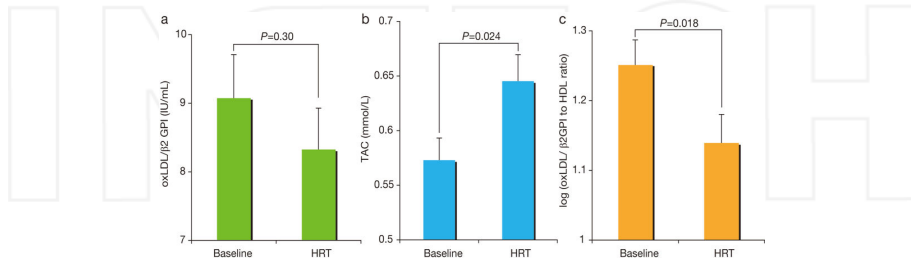 a
b
c
P=0.30
P=0.024
P=0.018
oxLDL/β2 GPI (IU/mL)
10
9
8
7
Baseline
HRT
TAC (mmol/L)
0.7
0.65
0.6
0.55
0.5
Baseline
HRT
log (oxLDL/ β2GPI to HDL ratio)
1.3
1.12
1.11
1
Baseline
HRT